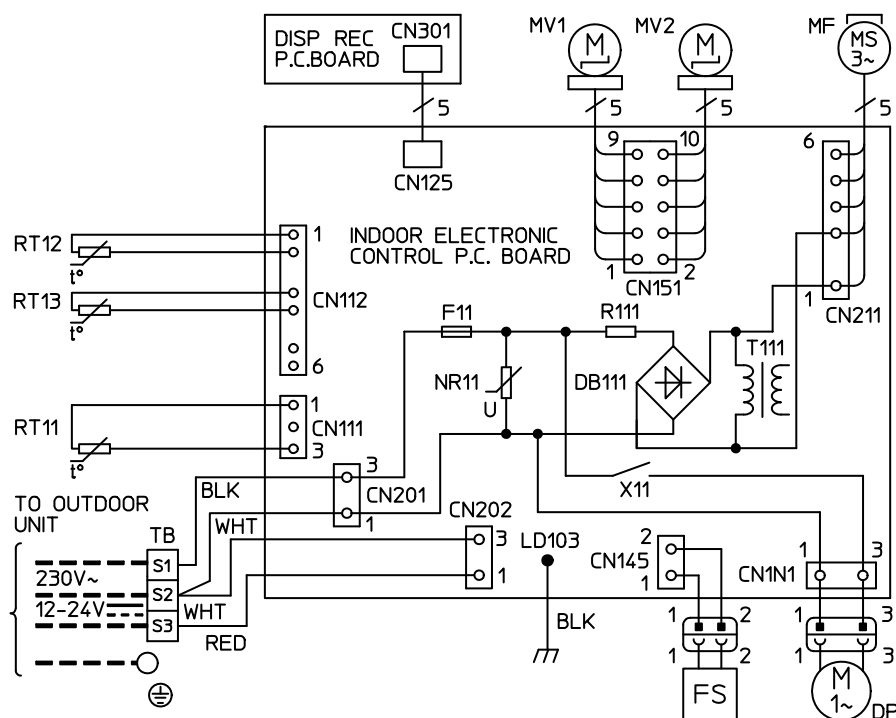 DISP REC
P.C.BOARD
CN301
MV1
MV2
MF
M
M
MS
3~
5
5
5
5
CN125
9
10
6
1
2
CN151
1
CN211
INDOOR ELECTRONIC
CONTROL P.C. BOARD
RT12
t°
RT13
t°
1
CN112
6
RT11
t°
1
CN111
3
F11
R111
NR11
U
DB111
T111
X11
BLK
3
CN201
1
TO OUTDOOR
UNIT
TB
WHT
CN202
3
1
LD103
2
CN145
1
1
3
CN1N1
S1
230V~
S2
12-24V
WHT
S3
RED
BLK
1
2
1
2
FS
1
3
1
3
M
1~
DP